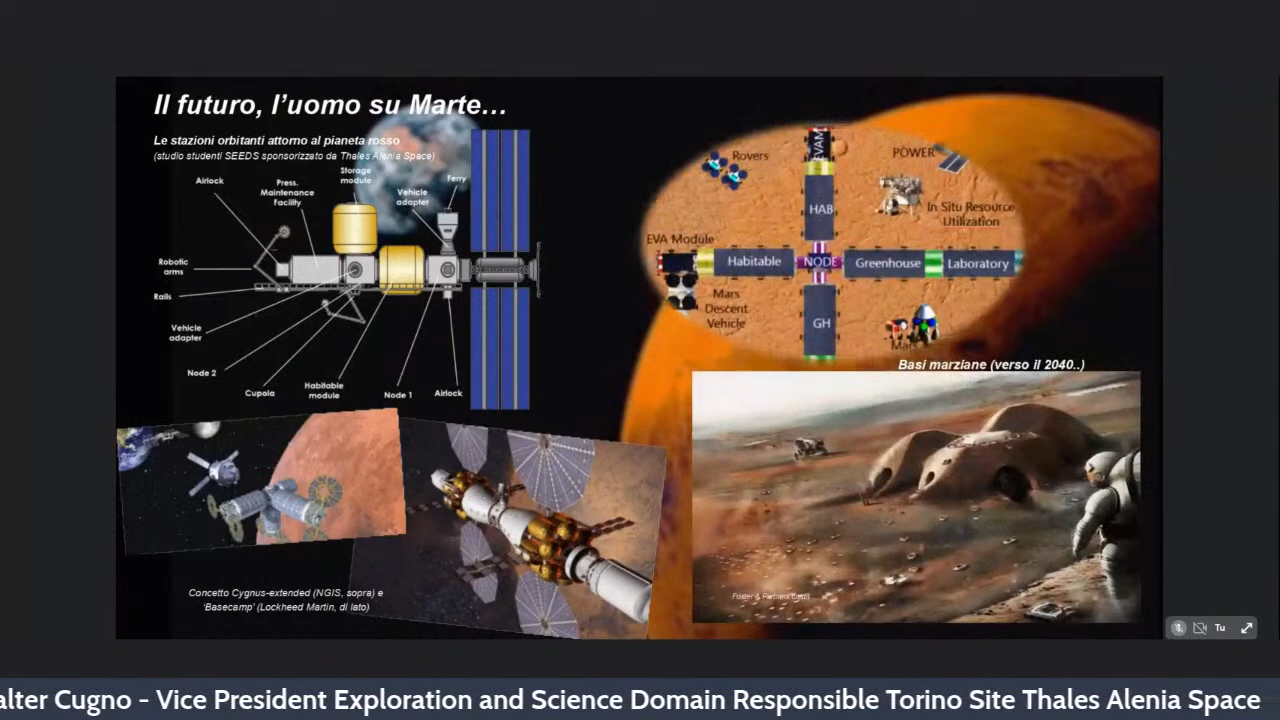 Il futuro, l'uomo su Marte…
Le stazioni orbitanti attorno al pianeta rosso
(studio studenti SEEDS sponsorizzato da Thales Alenia Space)
Airlock
Press.
Maintenance
Facility
Storage
module
Vehicle
adapter
Ferry
Robotic
arms
Rails
Vehicle
adapter
Node 2
Cupola
Habitable
module
Node 1
Airlock
Rovers
EVAM
POWER
HAB
In Situ Resource
Utilization
EVA Module
Habitable
NODE
Greenhouse
Laboratory
Mars
Descent
Vehicle
GH
Mars
Basi marziane (verso il 2040..)
Concetto Cygnus-extended (NGIS, sopra) e
'Basecamp' (Lockheed Martin, di lato)
Foster & Partners credit
Tu
alter Cugno - Vice President Exploration and Science Domain Responsible Torino Site Thales Alenia Space